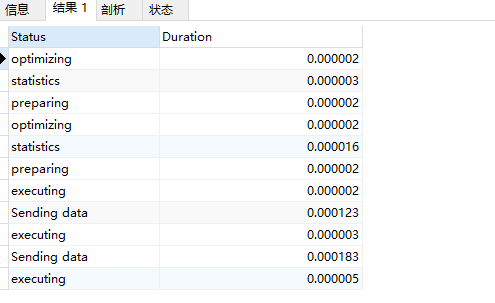 信息 结果 1 剖析 状态
Status Duration
optimizing 0.000002
statistics 0.000003
preparing 0.000002
optimizing 0.000002
statistics 0.000016
preparing 0.000002
executing 0.000002
Sending data 0.000123
executing 0.000003
Sending data 0.000183
executing 0.000005